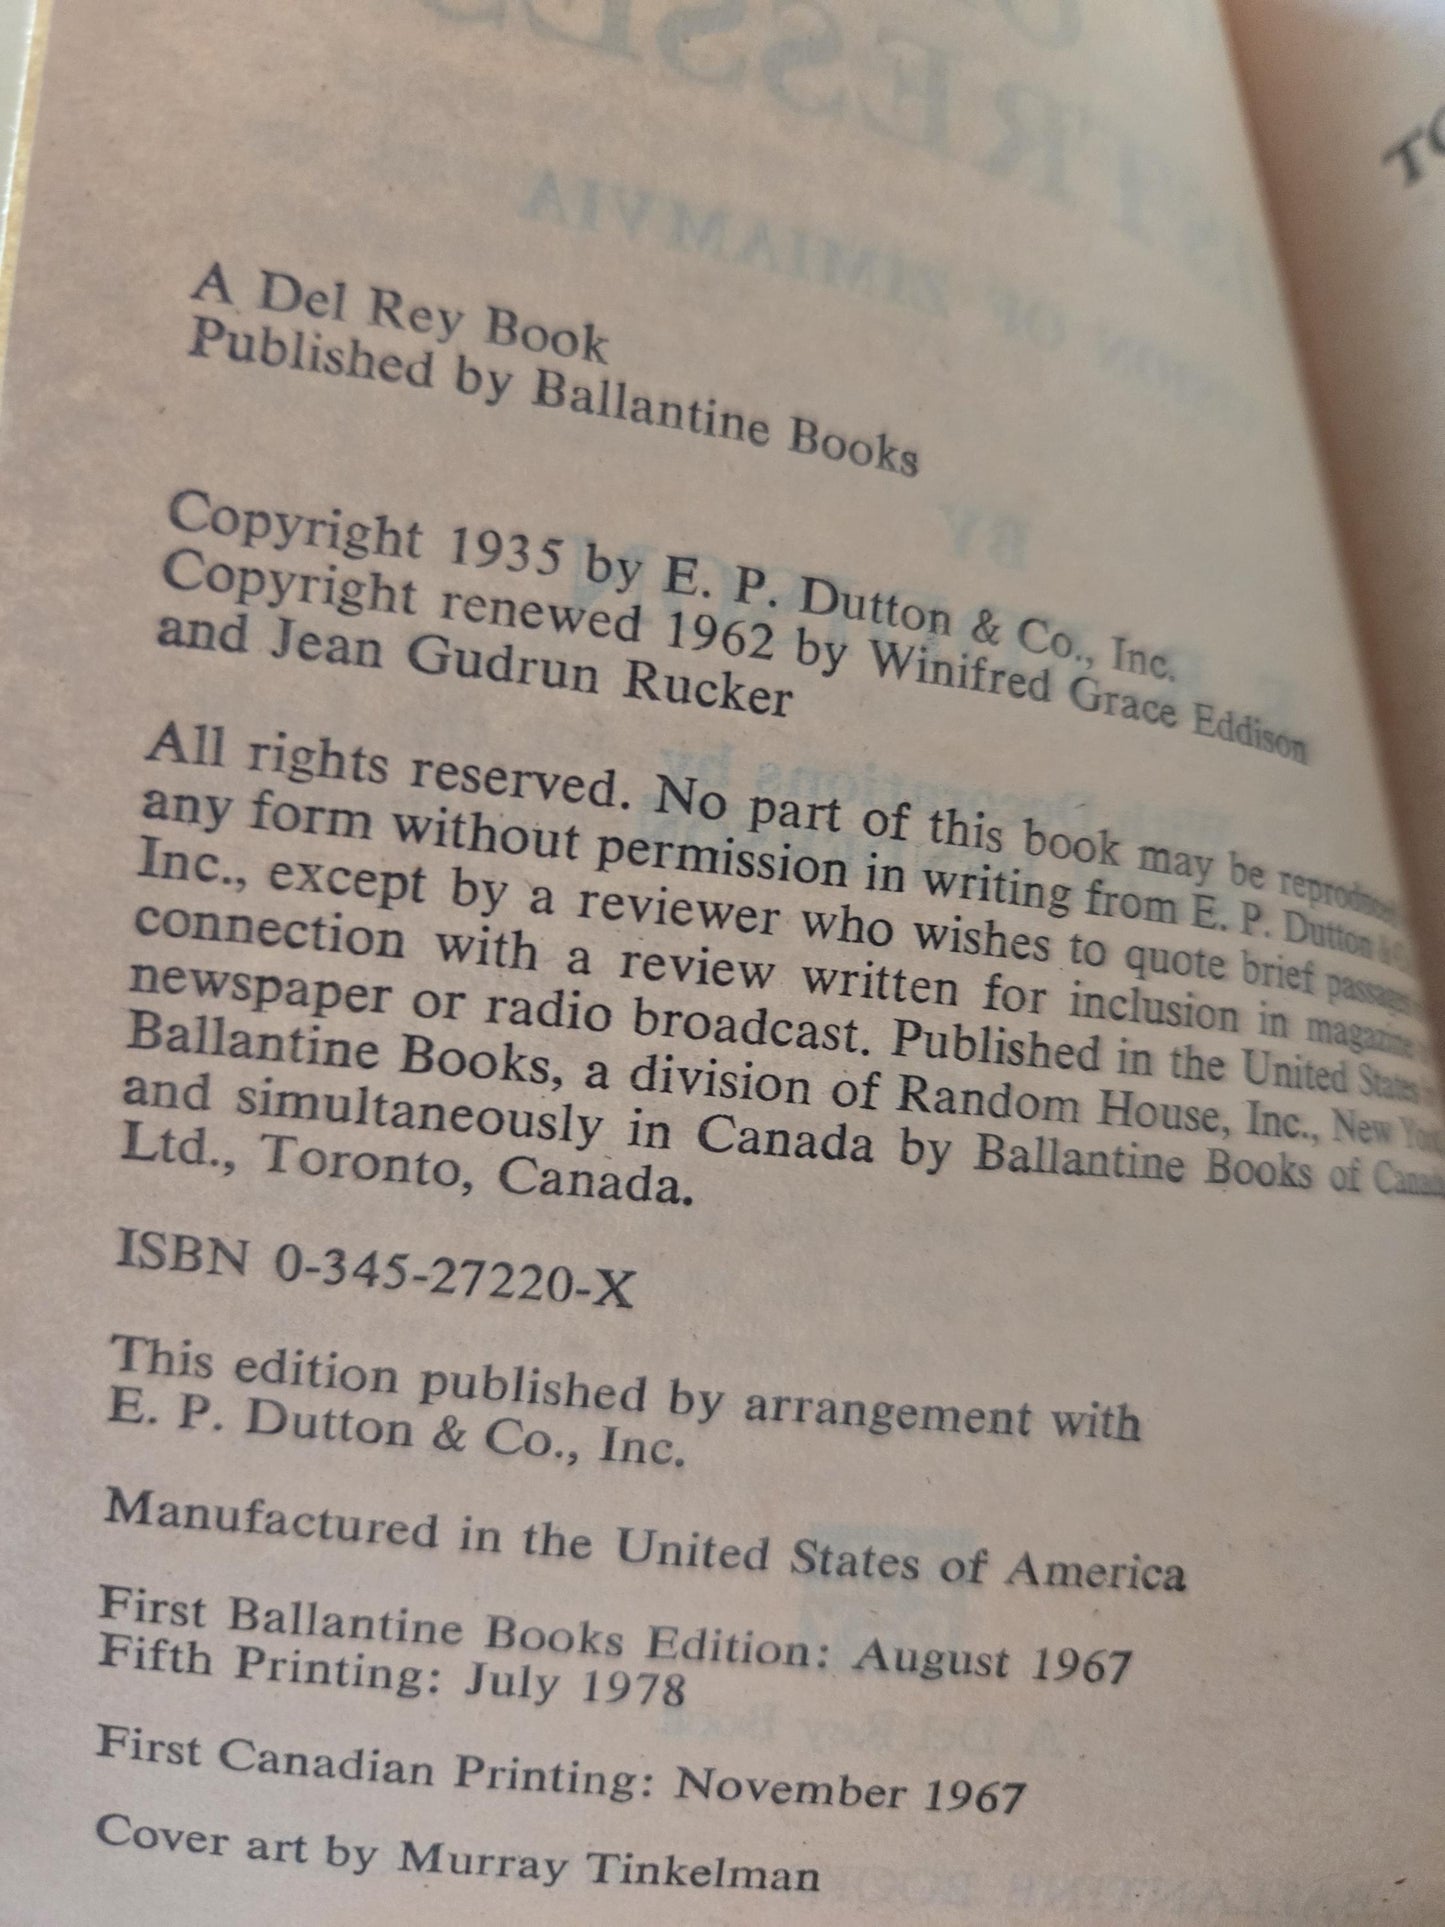 A Del Rey Book
Published by Ballantine Books
Copyright 1935 by E. P. Dutton & Co., Inc.
Copyright renewed 1962 by Winifred Grace Eddison
and Jean Gudrun Rucker
All rights reserved. No part of this book may be reproduced
any form without permission in writing from E. P. Dutton &
Inc., except by a reviewer who wishes to quote brief passages
connection with a review written for inclusion in magazine
newspaper or radio broadcast. Published in the United States
Ballantine Books, a division of Random House, Inc., New York,
and simultaneously in Canada by Ballantine Books of Canada
Ltd., Toronto, Canada.
ISBN 0-345-27220-X
This edition published by arrangement with
E. P. Dutton & Co., Inc.
Manufactured in the United States of America
First Ballantine Books Edition: August 1967
Fifth Printing: July 1978
First Canadian Printing: November 1967
Cover art by Murray Tinkelman